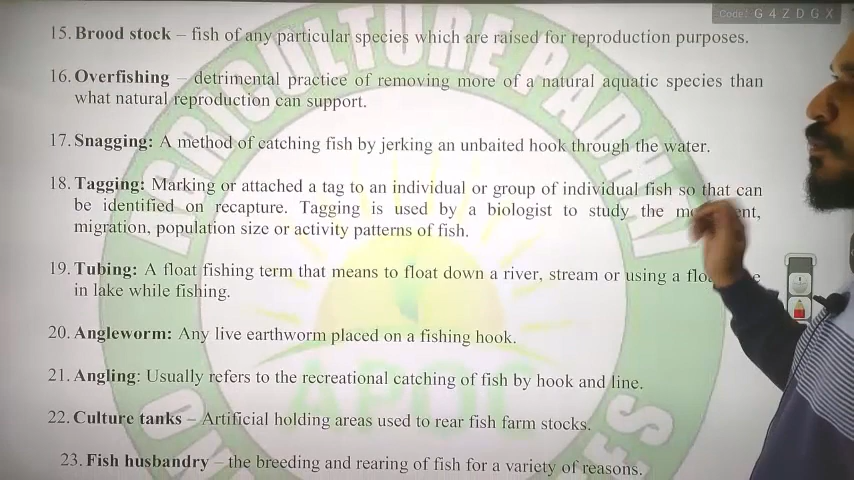 Code: G 4 Z D G X
15. Brood stock – fish of any particular species which are raised for reproduction purposes.
16. Overfishing – detrimental practice of removing more of a natural aquatic species than
what natural reproduction can support.
17. Snagging: A method of catching fish by jerking an unbaited hook through the water.
18. Tagging: Marking or attached a tag to an individual or group of individual fish so that can
be identified on recapture. Tagging is used by a biologist to study the
migration, population size or activity patterns of fish.
19. Tubing: A float fishing term that means to float down a river, stream or using a
in lake while fishing.
20. Angleworm: Any live earthworm placed on a fishing hook.
21. Angling: Usually refers to the recreational catching of fish by hook and line.
22. Culture tanks – Artificial holding areas used to rear fish farm stocks.
23. Fish husbandry – the breeding and rearing of fish for a variety of reasons.
AGRICULTURE PADHY